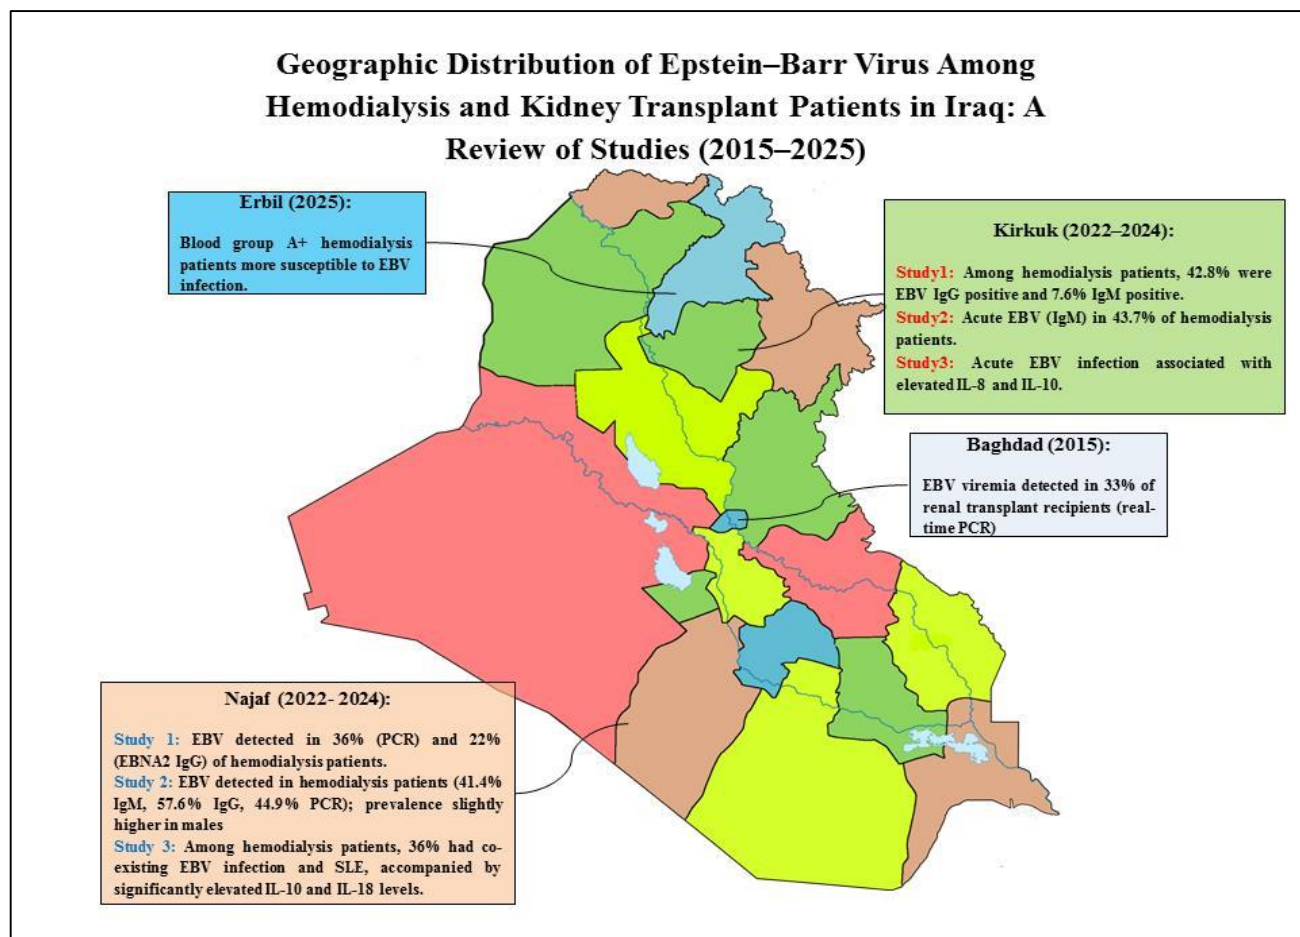 Geographic Distribution of Epstein–Barr Virus Among
Hemodialysis and Kidney Transplant Patients in Iraq: A
Review of Studies (2015–2025)
Erbil (2025):
Blood group A+ hemodialysis
patients more susceptible to EBV
infection.
Kirkuk (2022–2024):
Study1: Among hemodialysis patients, 42.8% were
EBV IgG positive and 7.6% IgM positive.
Study2: Acute EBV (IgM) in 43.7% of hemodialysis
patients.
Study3: Acute EBV infection associated with
elevated IL-8 and IL-10.
Baghdad (2015):
EBV viremia detected in 33% of
renal transplant recipients (real-
time PCR)
Najaf (2022- 2024):
Study 1: EBV detected in 36% (PCR) and 22%
(EBNA2 IgG) of hemodialysis patients.
Study 2: EBV detected in hemodialysis patients (41.4%
IgM, 57.6% IgG, 44.9% PCR); prevalence slightly
higher in males
Study 3: Among hemodialysis patients, 36% had co-
existing EBV infection and SLE, accompanied by
significantly elevated IL-10 and IL-18 levels.